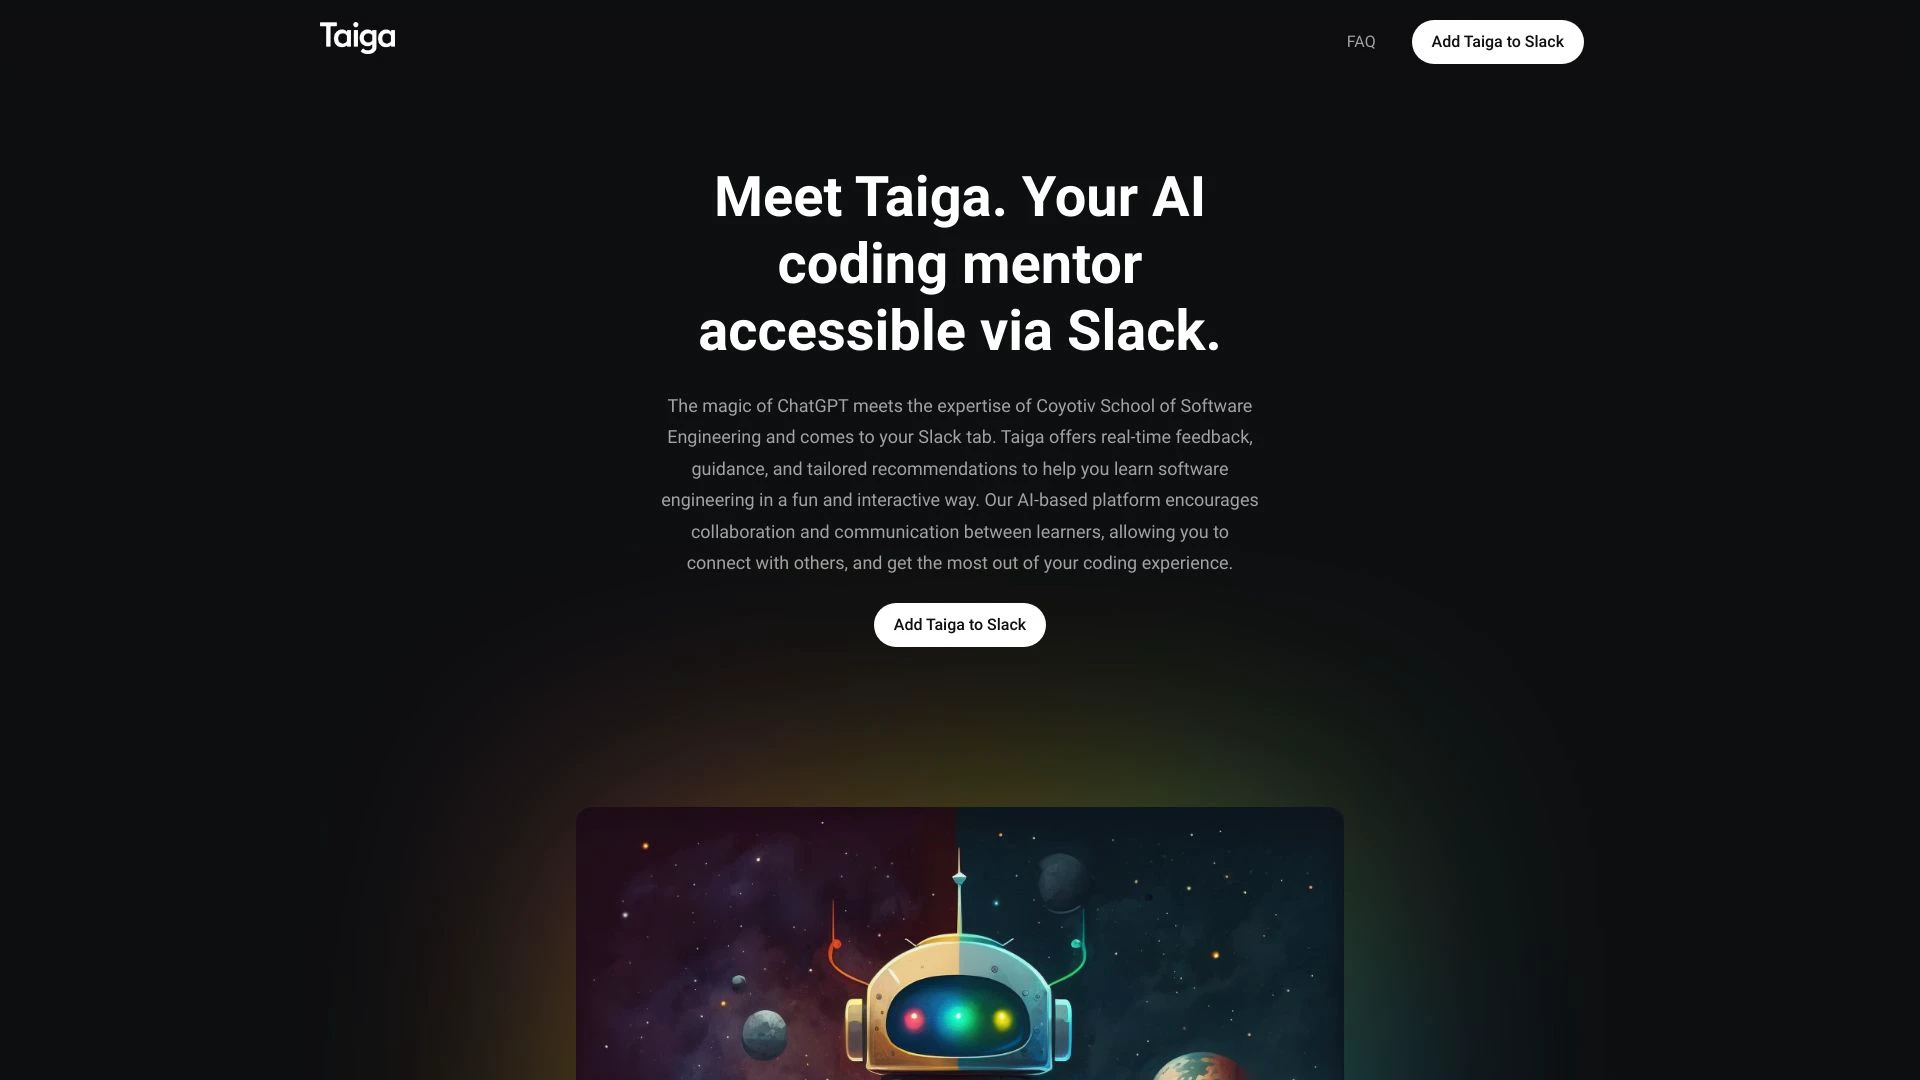 Taiga
FAQ
Add Taiga to Slack
Meet Taiga. Your AI
coding mentor
accessible via Slack.
The magic of ChatGPT meets the expertise of Coyotiv School of Software
Engineering and comes to your Slack tab. Taiga offers real-time feedback,
guidance, and tailored recommendations to help you learn software
engineering in a fun and interactive way. Our AI-based platform encourages
collaboration and communication between learners, allowing you to
connect with others, and get the most out of your coding experience.
Add Taiga to Slack